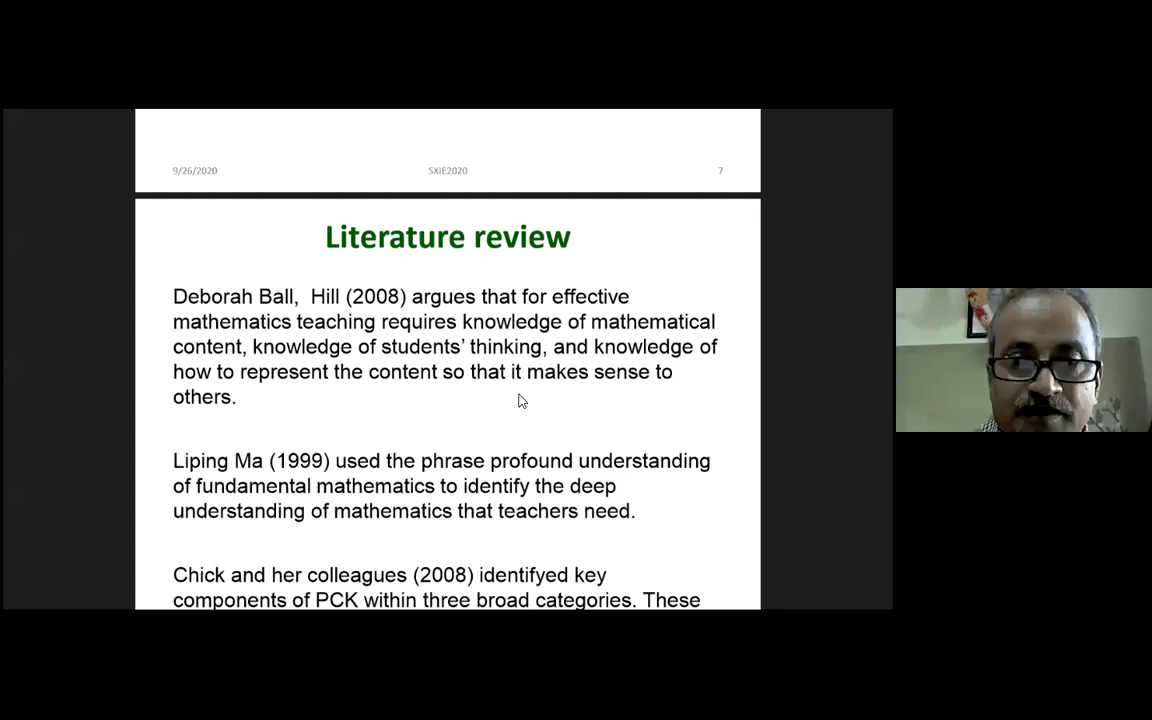 9/26/2020 SXIE2020 7
Literature review
Deborah Ball, Hill (2008) argues that for effective
mathematics teaching requires knowledge of mathematical
content, knowledge of students' thinking, and knowledge of
how to represent the content so that it makes sense to
others.
Liping Ma (1999) used the phrase profound understanding
of fundamental mathematics to identify the deep
understanding of mathematics that teachers need.
Chick and her colleagues (2008) identifyed key
components of PCK within three broad categories. These